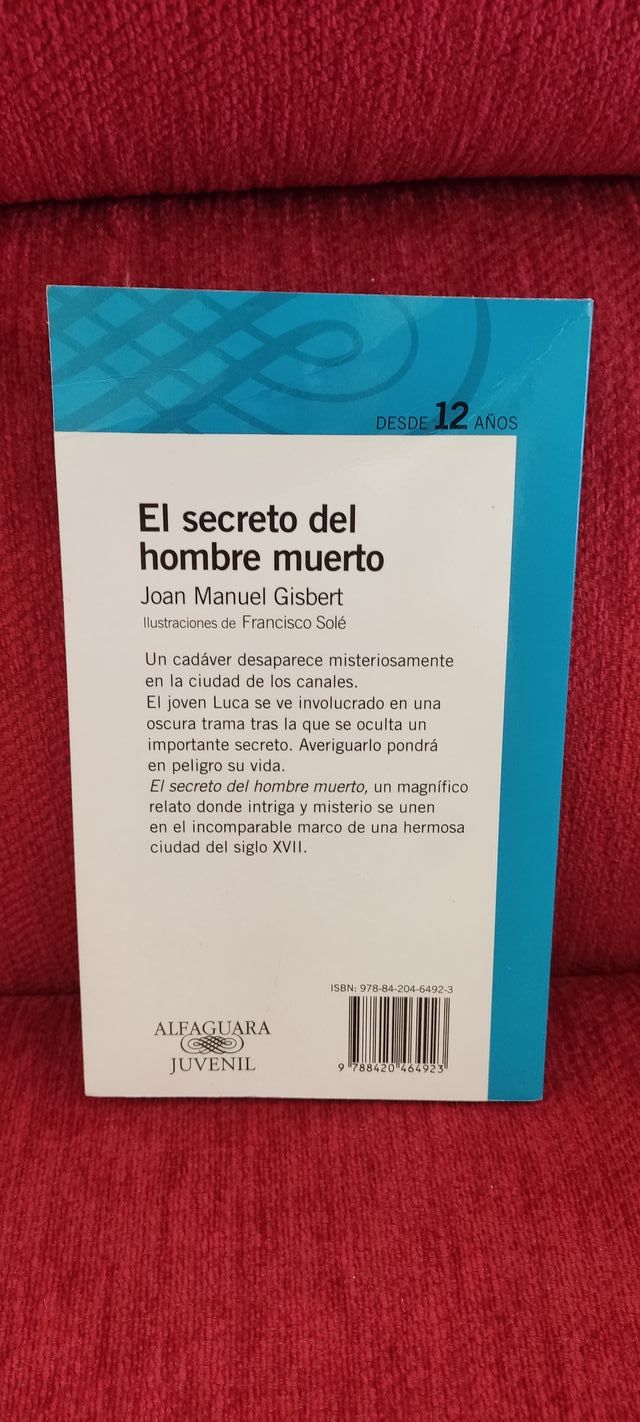 DESDE 12 AÑOS
El secreto del
hombre muerto
Joan Manuel Gisbert
Ilustraciones de Francisco Solé
Un cadáver desaparece misteriosamente
en la ciudad de los canales.
El joven Luca se ve involucrado en una
oscura trama tras la que se oculta un
importante secreto. Averiguarlo pondrá
en peligro su vida.
El secreto del hombre muerto, un magnífico
relato donde intriga y misterio se unen
en el incomparable marco de una hermosa
ciudad del siglo XVII.
ISBN: 978-84-204-6492-3
ALFAGUARA
JUVENIL
9 788420 464923